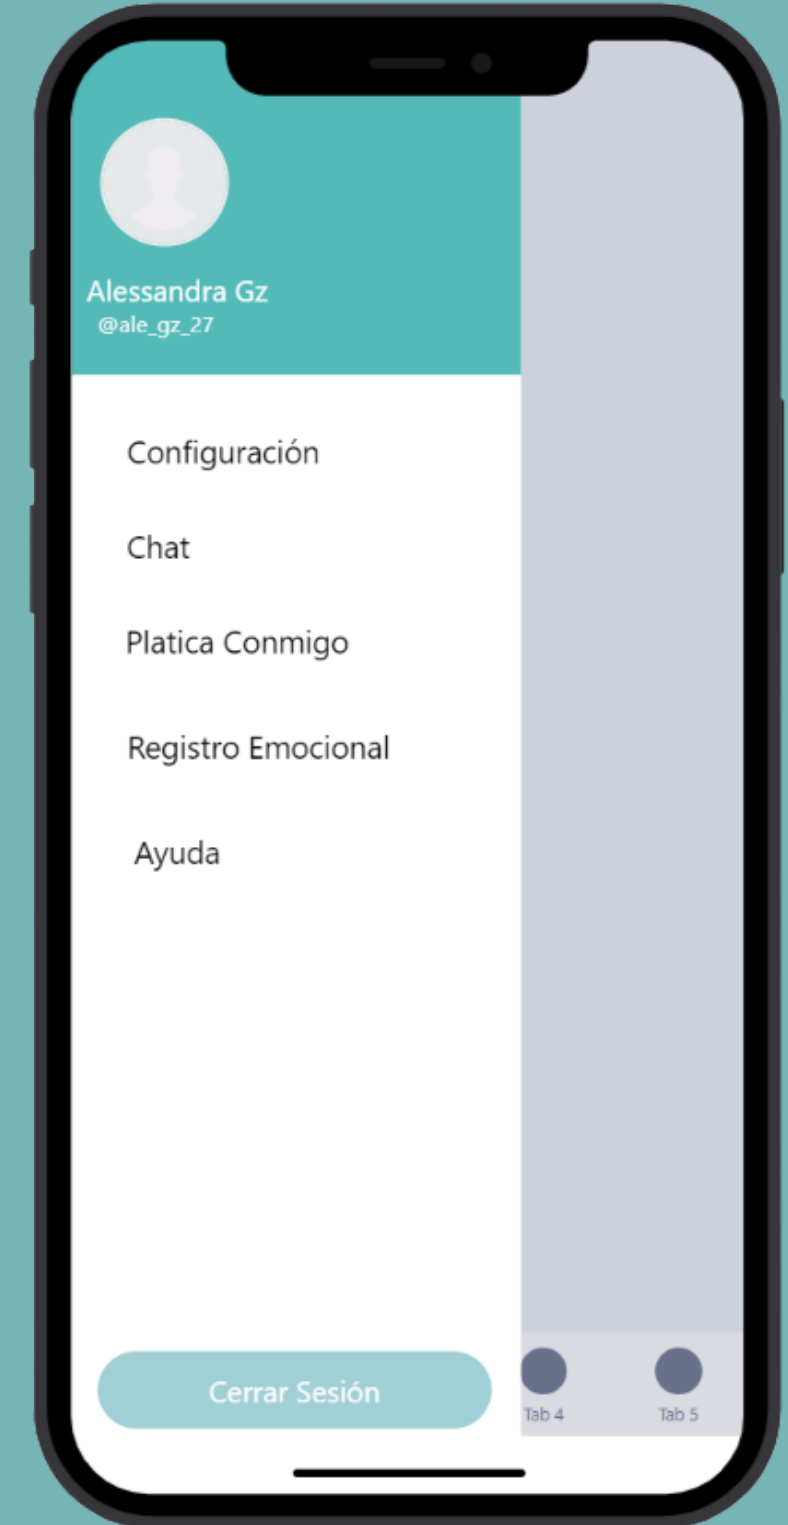 Alessandra Gz
@ale_gz_27
Configuración
Chat
Platica Conmigo
Registro Emocional
Ayuda
Cerrar Sesión
Tab 4
Tab 5